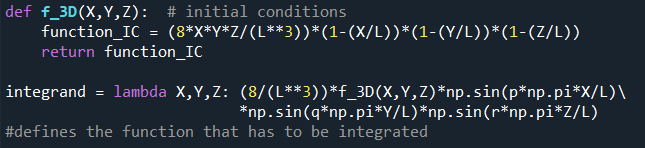 def f_3D(X,Y,Z):  # initial conditions
    function_IC = (8*X*Y*Z/(L**3))*(1-(X/L))*(1-(Y/L))*(1-(Z/L))
    return function_IC

integrand = lambda X,Y,Z: (8/(L**3))*f_3D(X,Y,Z)*np.sin(p*np.pi*X/L)\
                          *np.sin(q*np.pi*Y/L)*np.sin(r*np.pi*Z/L)
#defines the function that has to be integrated